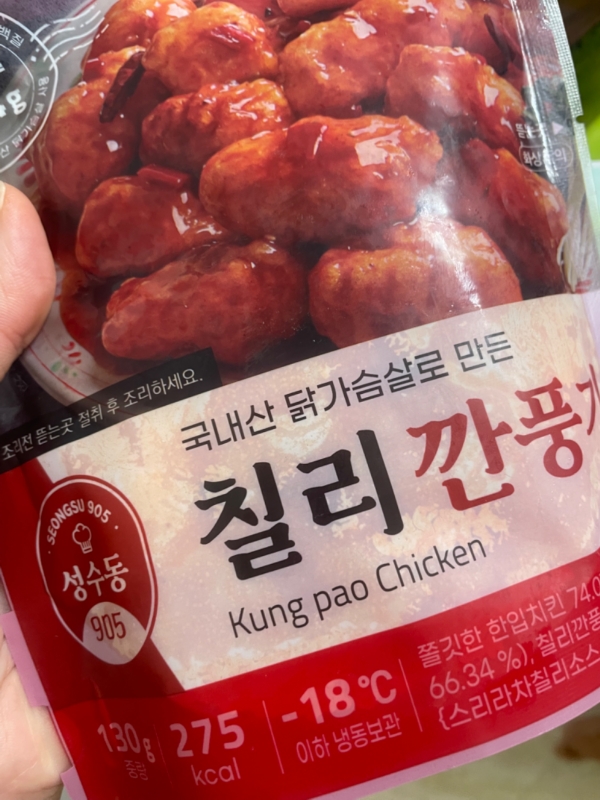 조리전 뜯는곳 절취 후 조리하세요.
국내산 닭가슴살로 만든
칠리 깐풍기
Kung pao Chicken
SEONGSU 905
성수동
905
130g
중량
275
kcal
-18℃
이하 냉동보관
쫄깃한 한입치킨 74.0
66.34 %), 칠리깐풍
{스리라차칠리소스